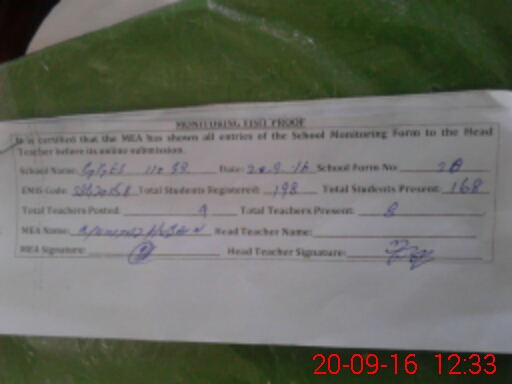 MONITORING VISIT PROOF
It is certified that the MEA has shown all entries of the School Monitoring Form to the Head
Teacher before its online submission.
School Name: Date: 20.9.16 School Form No:
EMIS Code: Total Students Registered: 198 Total Students Present: 168
Total Teachers Posted: 9 Total Teachers Present: 8
MEA Name: Head Teacher Name:
MEA Signature: Head Teacher Signature:
20-09-16 12:33